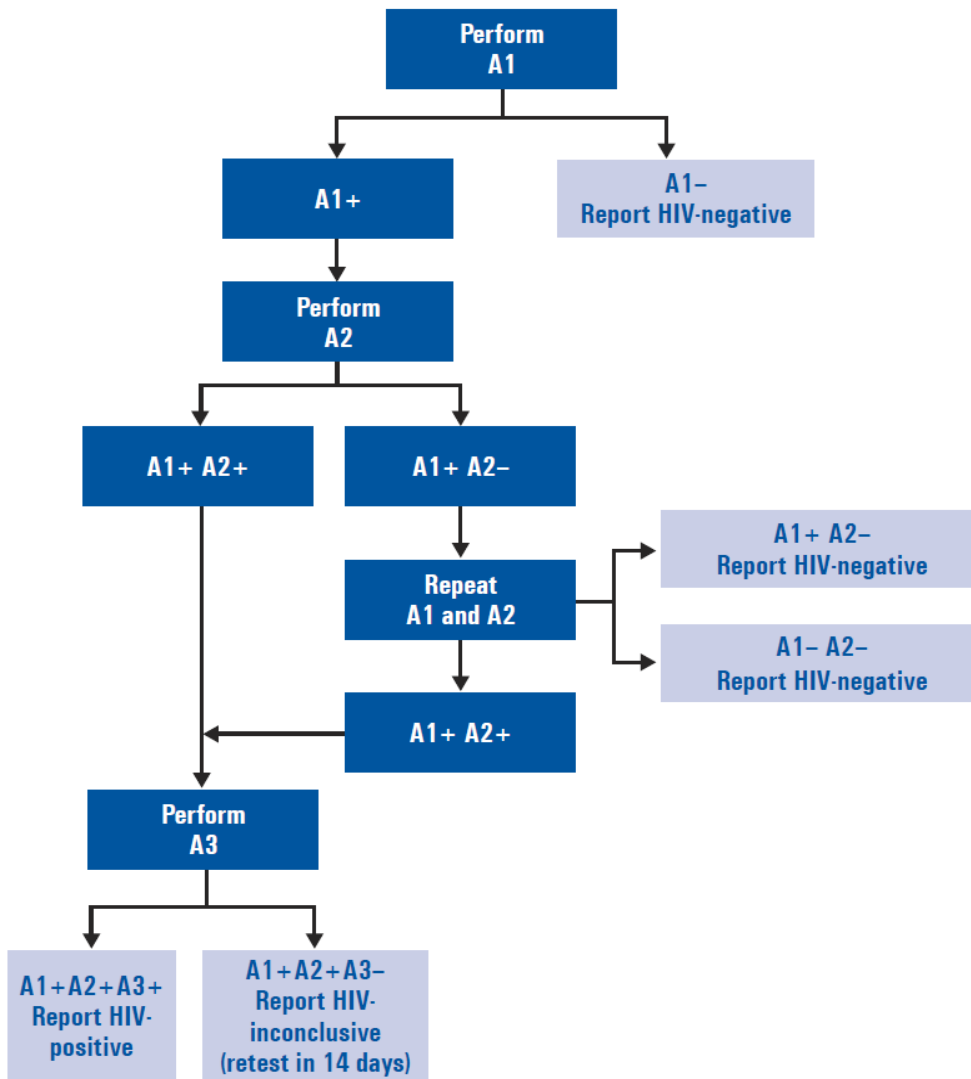 Perform
A1
A1+
A1–
Report HIV-negative
Perform
A2
A1+ A2+
A1+ A2–
Repeat
A1 and A2
A1+ A2–
Report HIV-negative
A1– A2–
Report HIV-negative
A1+ A2+
Perform
A3
A1+A2+A3+
Report HIV-
positive
A1+A2+A3–
Report HIV-
inconclusive
(retest in 14 days)